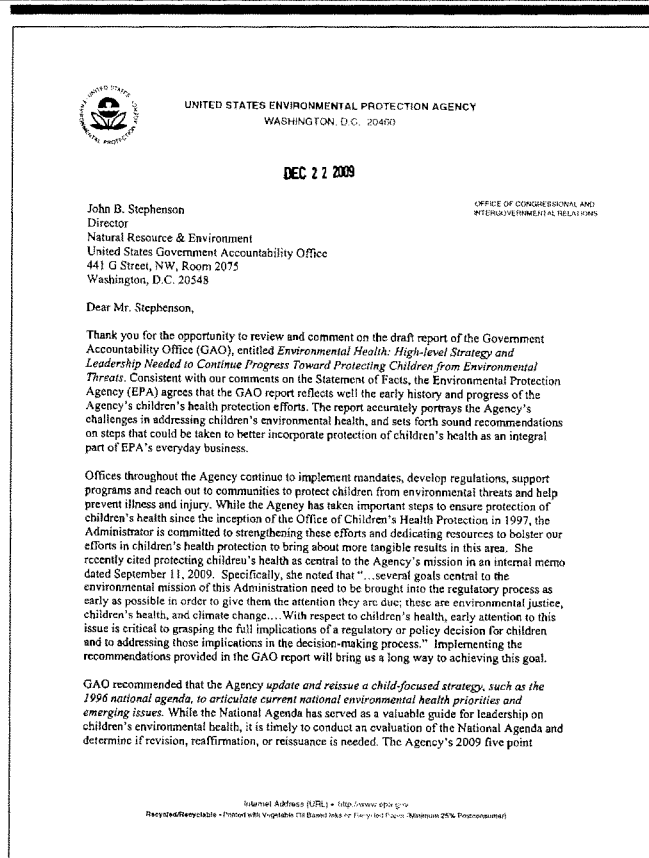 UNITED STATES ENVIRONMENTAL PROTECTION AGENCY
WASHINGTON, D.C. 20460
DEC 22 2009
OFFICE OF CONGRESSIONAL AND
INTERGOVERNMENTAL RELATIONS
John B. Stephenson
Director
Natural Resource & Environment
United States Government Accountability Office
441 G Street, NW, Room 2075
Washington, D.C. 20548
Dear Mr. Stephenson,
Thank you for the opportunity to review and comment on the draft report of the Government
Accountability Office (GAO), entitled Environmental Health: High-level Strategy and
Leadership Needed to Continue Progress Toward Protecting Children from Environmental
Threats. Consistent with our comments on the Statement of Facts, the Environmental Protection
Agency (EPA) agrees that the GAO report reflects well the early history and progress of the
Agency's children's health protection efforts. The report accurately portrays the Agency's
challenges in addressing children's environmental health, and sets forth sound recommendations
on steps that could be taken to better incorporate protection of children's health as an integral
part of EPA's everyday business.
Offices throughout the Agency continue to implement mandates, develop regulations, support
programs and reach out to communities to protect children from environmental threats and help
prevent illness and injury. While the Agency has taken important steps to ensure protection of
children's health since the inception of the Office of Children's Health Protection in 1997, the
Administrator is committed to strengthening these efforts and dedicating resources to bolster our
efforts in children's health protection to bring about more tangible results in this area. She
recently cited protecting children's health as central to the Agency's mission in an internal memo
dated September 11, 2009. Specifically, she noted that "…several goals central to the
environmental mission of this Administration need to be brought into the regulatory process as
early as possible in order to give them the attention they are due; these are environmental justice,
children's health, and climate change….With respect to children's health, early attention to this
issue is critical to grasping the full implications of a regulatory or policy decision for children
and to addressing those implications in the decision-making process." Implementing the
recommendations provided in the GAO report will bring us a long way to achieving this goal.
GAO recommended that the Agency update and reissue a child-focused strategy, such as the
1996 national agenda, to articulate current national environmental health priorities and
emerging issues. While the National Agenda has served as a valuable guide for leadership on
children's environmental health, it is timely to conduct an evaluation of the National Agenda and
determine if revision, reaffirmation, or reissuance is needed. The Agency's 2009 five point
Internet Address (URL) • http://www.epa.gov
Recycled/Recyclable • Printed with Vegetable Oil Based Inks on Recycled Paper (Minimum 25% Postconsumer)